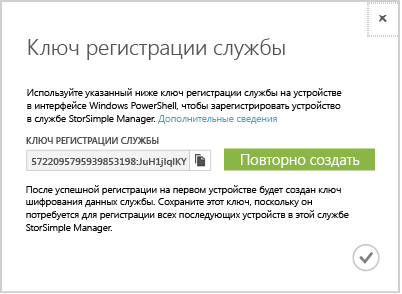 Ключ регистрации службы
Используйте указанный ниже ключ регистрации службы на устройстве
в интерфейсе Windows PowerShell, чтобы зарегистрировать устройство
в службе StorSimple Manager. Дополнительные сведения
КЛЮЧ РЕГИСТРАЦИИ СЛУЖБЫ
5722095795939853198:JuH1jIqIKY
Повторно создать
После успешной регистрации на первом устройстве будет создан ключ
шифрования данных службы. Сохраните этот ключ, поскольку он
потребуется для регистрации всех последующих устройств в этой службе
StorSimple Manager.